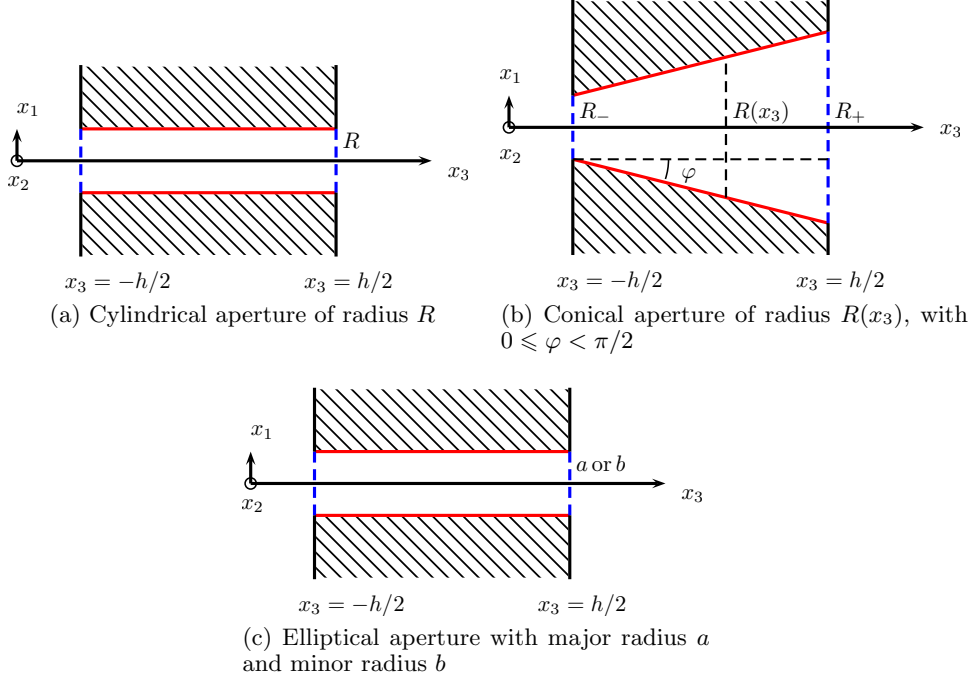 x₁
x₂
R
x₃
x₃ = −h/2
x₃ = h/2
(a) Cylindrical aperture of radius R
x₁
x₂
R₋
R(x₃)
R₊
x₃
φ
x₃ = −h/2
x₃ = h/2
(b) Conical aperture of radius R(x₃), with
0 ⩽ φ < π/2
x₁
x₂
a or b
x₃
x₃ = −h/2
x₃ = h/2
(c) Elliptical aperture with major radius a
and minor radius b